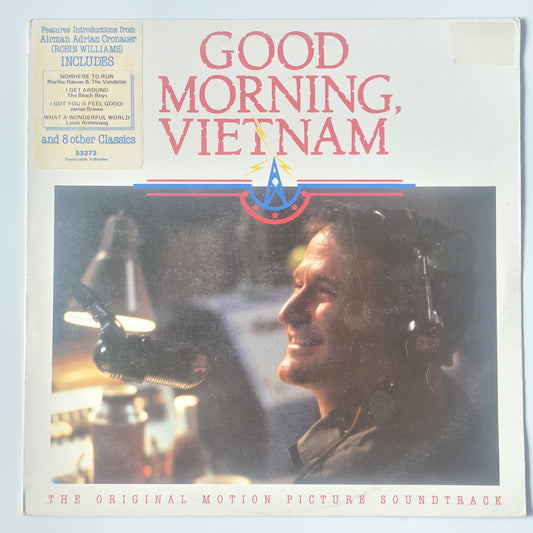 Features Introductions from
Airman Adrian Cronauer
(ROBIN WILLIAMS)
INCLUDES
NOWHERE TO RUN
Martha Reeves & The Vandellas
I GET AROUND
The Beach Boys
I GOT YOU (I FEEL GOOD)
James Brown
WHAT A WONDERFUL WORLD
Louis Armstrong
and 8 other Classics
53272
Removable Adhesive
GOOD
MORNING,
VIETNAM
THE ORIGINAL MOTION PICTURE SOUNDTRACK